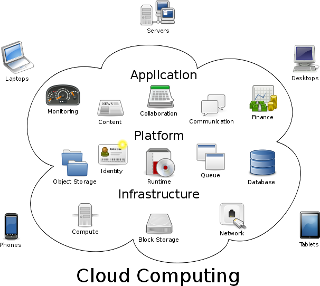 Servers
Laptops
Desktops
Application
Monitoring
Content
Collaboration
Communication
Finance
Platform
Object Storage
Identity
Runtime
Queue
Database
Infrastructure
Compute
Block Storage
Network
Phones
Tablets
Cloud Computing